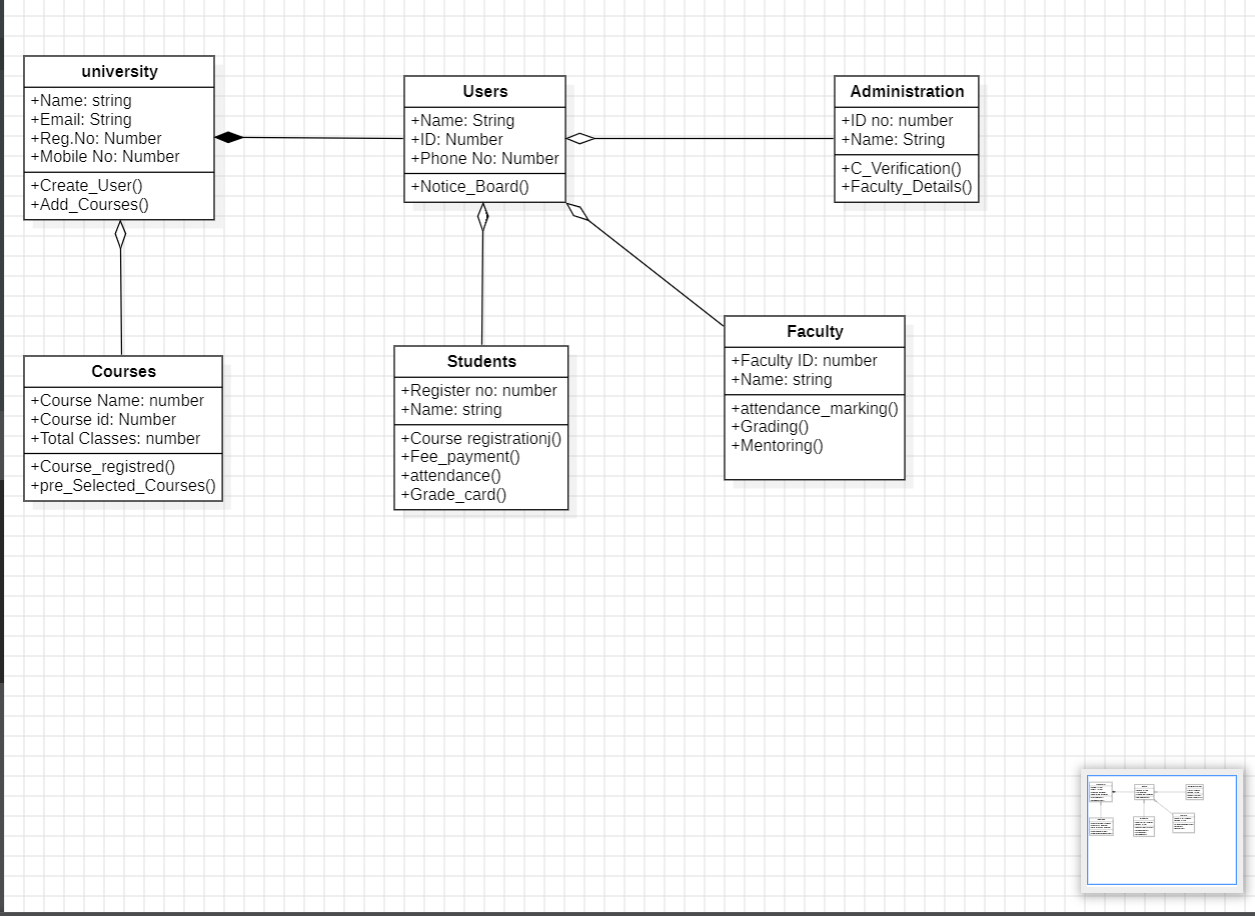 university
+Name: string
+Email: String
+Reg.No: Number
+Mobile No: Number
+Create_User()
+Add_Courses()
Users
+Name: String
+ID: Number
+Phone No: Number
+Notice_Board()
Administration
+ID no: number
+Name: String
+C_Verification()
+Faculty_Details()
Courses
+Course Name: number
+Course id: Number
+Total Classes: number
+Course_registred()
+pre_Selected_Courses()
Students
+Register no: number
+Name: string
+Course registrationj()
+Fee_payment()
+attendance()
+Grade_card()
Faculty
+Faculty ID: number
+Name: string
+attendance_marking()
+Grading()
+Mentoring()